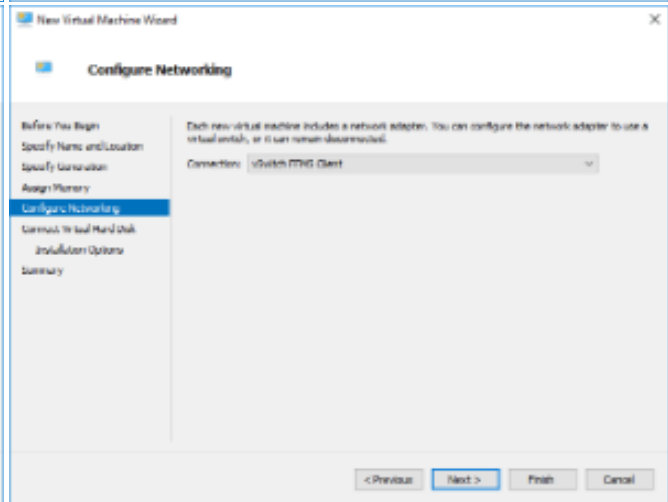 New Virtual Machine Wizard
Configure Networking
Before You Begin
Specify Name and Location
Specify Generation
Assign Memory
Configure Networking
Connect Virtual Hard Disk
Installation Options
Summary
Each new virtual machine includes a network adapter. You can configure the network adapter to use a
virtual switch, or it can remain disconnected.
Connection: vSwitch Client
< Previous
Next >
Finish
Cancel